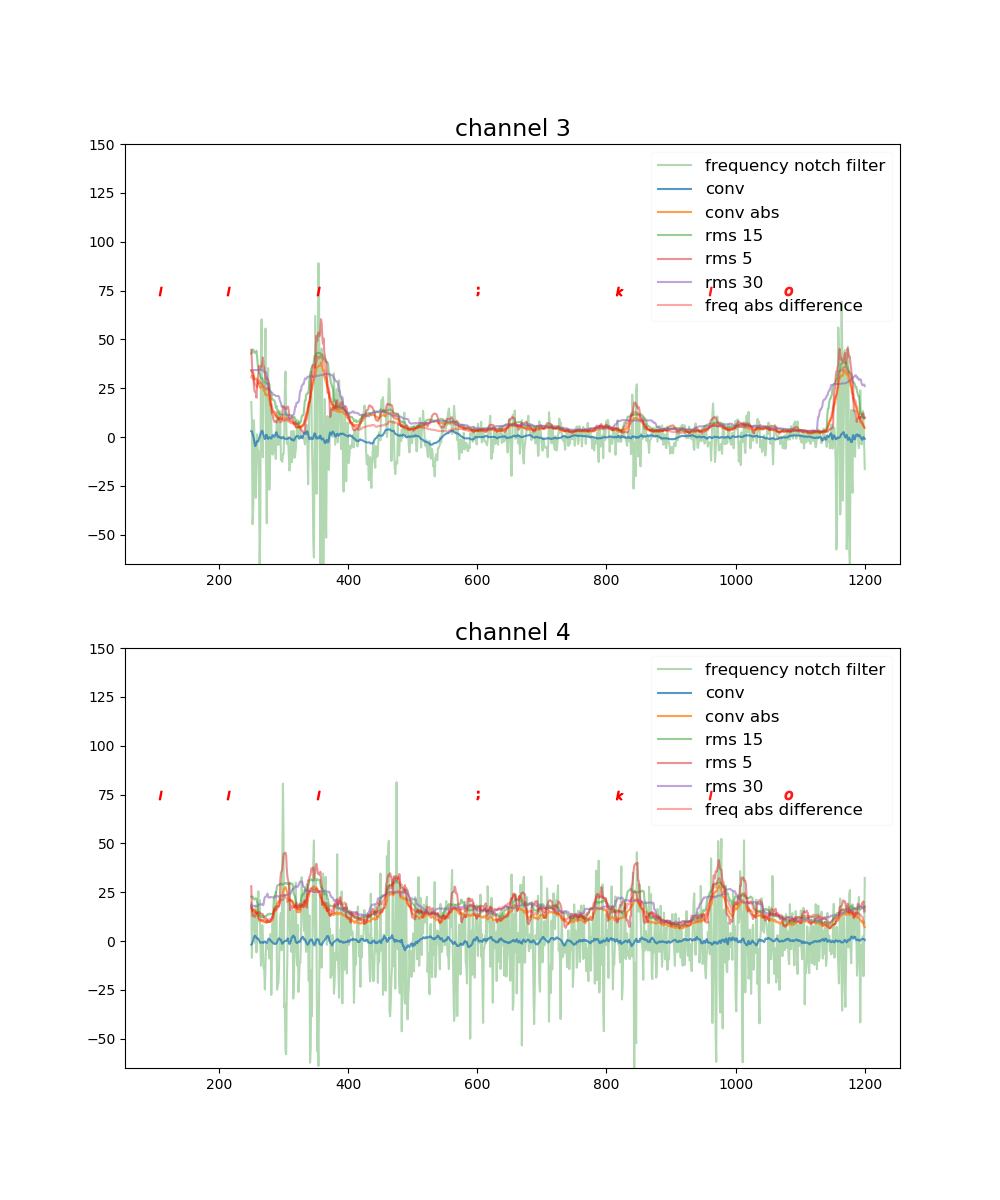 channel 3
150
125
100
75
50
25
0
−25
−50
frequency notch filter
conv
conv abs
rms 15
rms 5
rms 30
freq abs difference
l l l ; k l o
200 400 600 800 1000 1200
channel 4
150
125
100
75
50
25
0
−25
−50
frequency notch filter
conv
conv abs
rms 15
rms 5
rms 30
freq abs difference
l l l ; k l o
200 400 600 800 1000 1200